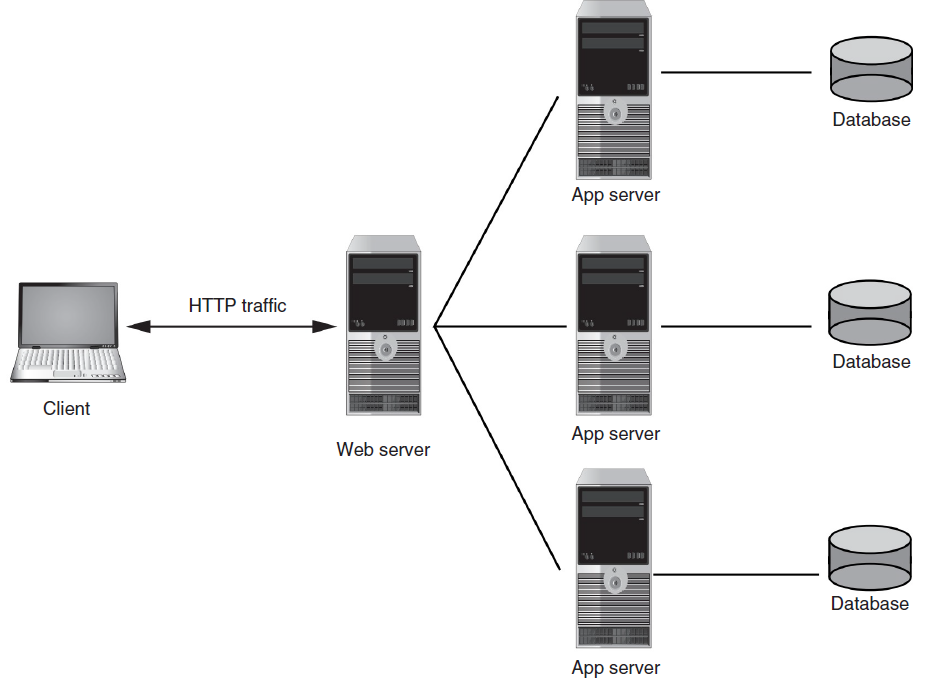 Database
App server
HTTP traffic
Client
Web server
App server
Database
App server
Database